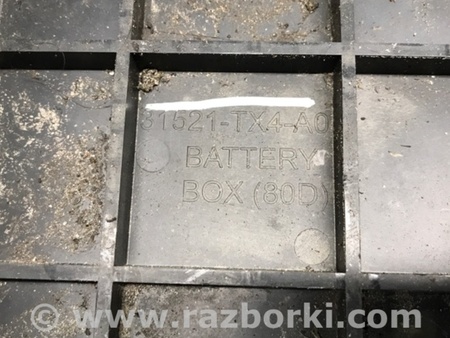 31521-TX4-A0
BATTERY
BOX (80D)
© www.razborki.com